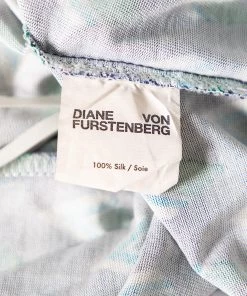 DIANE VON
FURSTENBERG
100% Silk / Soie